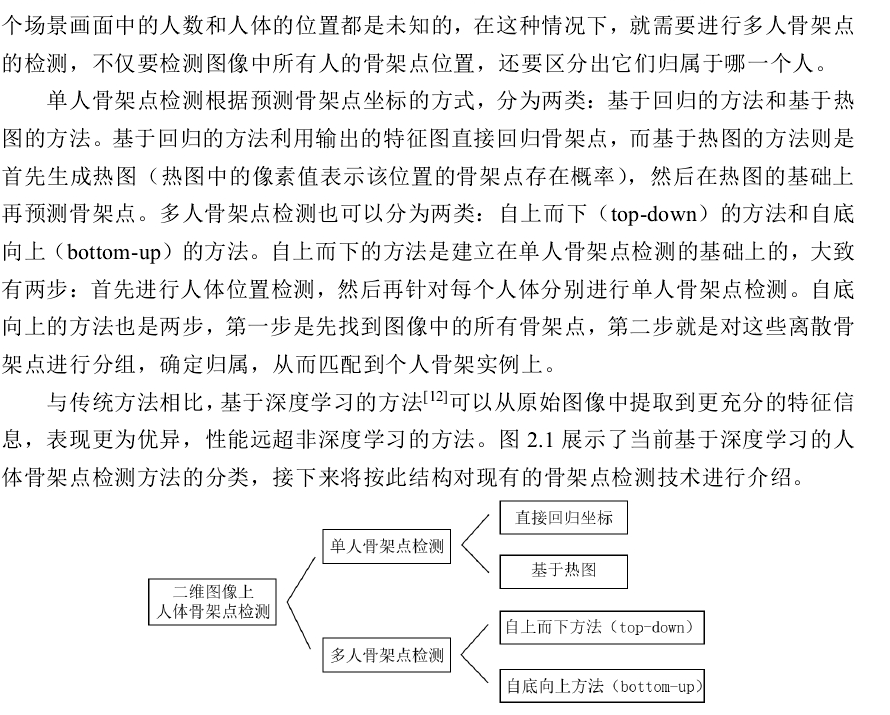 个场景画面中的人数和人体的位置都是未知的，在这种情况下，就需要进行多人骨架点
的检测，不仅要检测图像中所有人的骨架点位置，还要区分出它们归属于哪一个人。
单人骨架点检测根据预测骨架点坐标的方式，分为两类：基于回归的方法和基于热
图的方法。基于回归的方法利用输出的特征图直接回归骨架点，而基于热图的方法则是
首先生成热图（热图中的像素值表示该位置的骨架点存在概率），然后在热图的基础上
再预测骨架点。多人骨架点检测也可以分为两类：自上而下（top-down）的方法和自底
向上（bottom-up）的方法。自上而下的方法是建立在单人骨架点检测的基础上的，大致
有两步：首先进行人体位置检测，然后再针对每个人体分别进行单人骨架点检测。自底
向上的方法也是两步，第一步是先找到图像中的所有骨架点，第二步就是对这些离散骨
架点进行分组，确定归属，从而匹配到个人骨架实例上。
与传统方法相比，基于深度学习的方法[12]可以从原始图像中提取到更充分的特征信
息，表现更为优异，性能远超非深度学习的方法。图 2.1 展示了当前基于深度学习的人
体骨架点检测方法的分类，接下来将按此结构对现有的骨架点检测技术进行介绍。
二维图像上
人体骨架点检测
单人骨架点检测
直接回归坐标
基于热图
多人骨架点检测
自上而下方法（top-down）
自底向上方法（bottom-up）